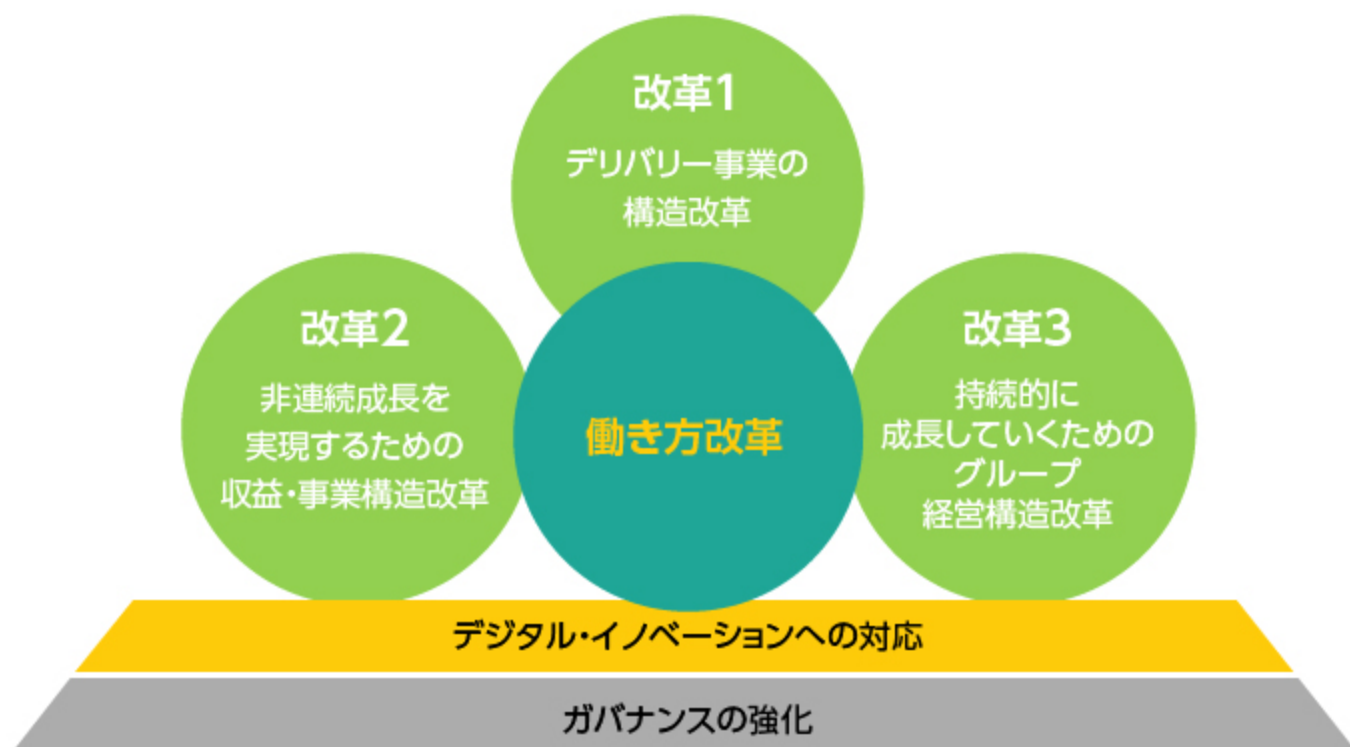 改革1
デリバリー事業の
構造改革
改革2
非連続成長を
実現するための
収益・事業構造改革
働き方改革
改革3
持続的に
成長していくための
グループ
経営構造改革
デジタル・イノベーションへの対応
ガバナンスの強化